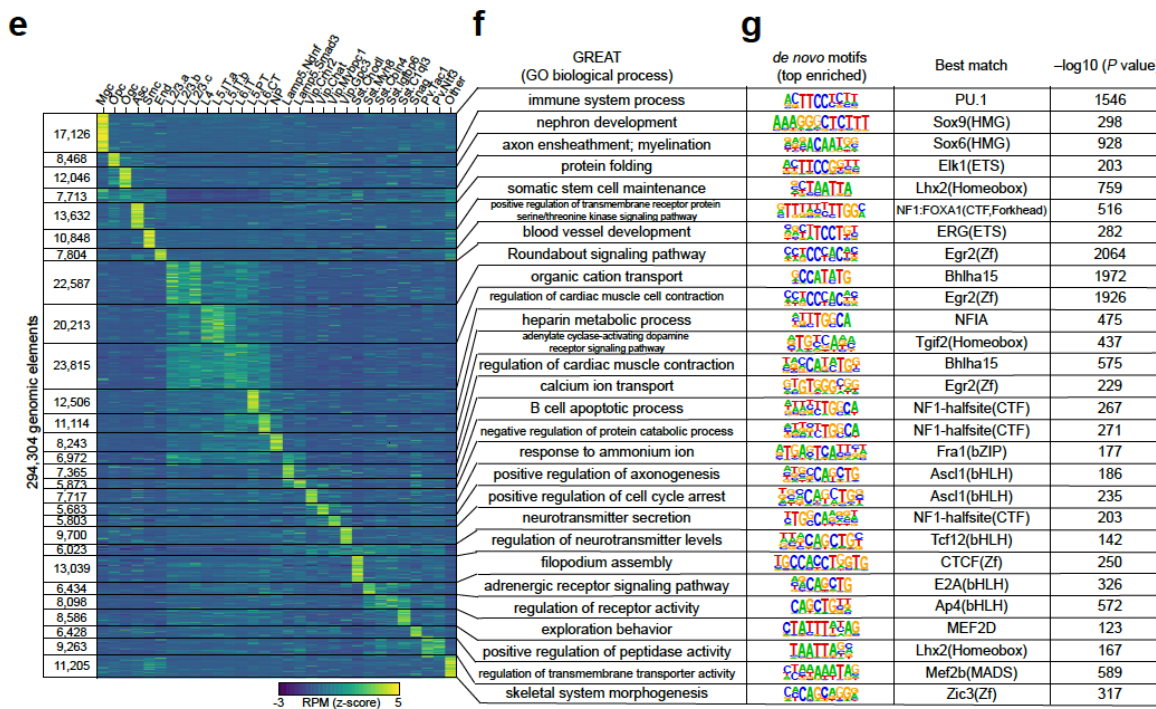 e
f
g
Mgc
Opc
Ogc
Asc
Smc
End
L2/3.a
L2/3.b
L2/3.c
L4
L5.IT.a
L5.IT.b
L6.IT
L5.PT
L6.CT
NP
Lamp5.Ndnf
Lamp5.Smad3
Vip.Chat
Vip.Gpc3
Vip.Mybpc1
Sst.Chodl
Sst.Myh8
Pv.Tac1
Pv.Ntf3
Other
GREAT
(GO biological process)
de novo motifs
(top enriched)
Best match
–log10 (P value)
294,304 genomic elements
17,126
8,468
12,046
7,713
13,632
10,848
7,804
22,587
20,213
23,815
12,506
11,114
8,243
6,972
7,365
5,873
7,717
5,683
5,803
9,700
6,023
13,039
6,434
8,098
8,586
6,428
9,263
11,205
immune system process PU.1 1546
nephron development AAAGGGCTCTTT Sox9(HMG) 298
axon ensheathment; myelination Sox6(HMG) 928
protein folding Elk1(ETS) 203
somatic stem cell maintenance Lhx2(Homeobox) 759
positive regulation of transmembrane receptor protein
serine/threonine kinase signaling pathway NF1:FOXA1(CTF,Forkhead) 516
blood vessel development ERG(ETS) 282
Roundabout signaling pathway Egr2(Zf) 2064
organic cation transport Bhlha15 1972
regulation of cardiac muscle cell contraction Egr2(Zf) 1926
heparin metabolic process NFIA 475
adenylate cyclase-activating dopamine
receptor signaling pathway Tgif2(Homeobox) 437
regulation of cardiac muscle contraction Bhlha15 575
calcium ion transport Egr2(Zf) 229
B cell apoptotic process NF1-halfsite(CTF) 267
negative regulation of protein catabolic process NF1-halfsite(CTF) 271
response to ammonium ion Fra1(bZIP) 177
positive regulation of axonogenesis Ascl1(bHLH) 186
positive regulation of cell cycle arrest Ascl1(bHLH) 235
neurotransmitter secretion NF1-halfsite(CTF) 203
regulation of neurotransmitter levels Tcf12(bHLH) 142
filopodium assembly CTCF(Zf) 250
adrenergic receptor signaling pathway E2A(bHLH) 326
regulation of receptor activity Ap4(bHLH) 572
exploration behavior MEF2D 123
positive regulation of peptidase activity Lhx2(Homeobox) 167
regulation of transmembrane transporter activity Mef2b(MADS) 589
skeletal system morphogenesis Zic3(Zf) 317
-3 RPM (z-score) 5